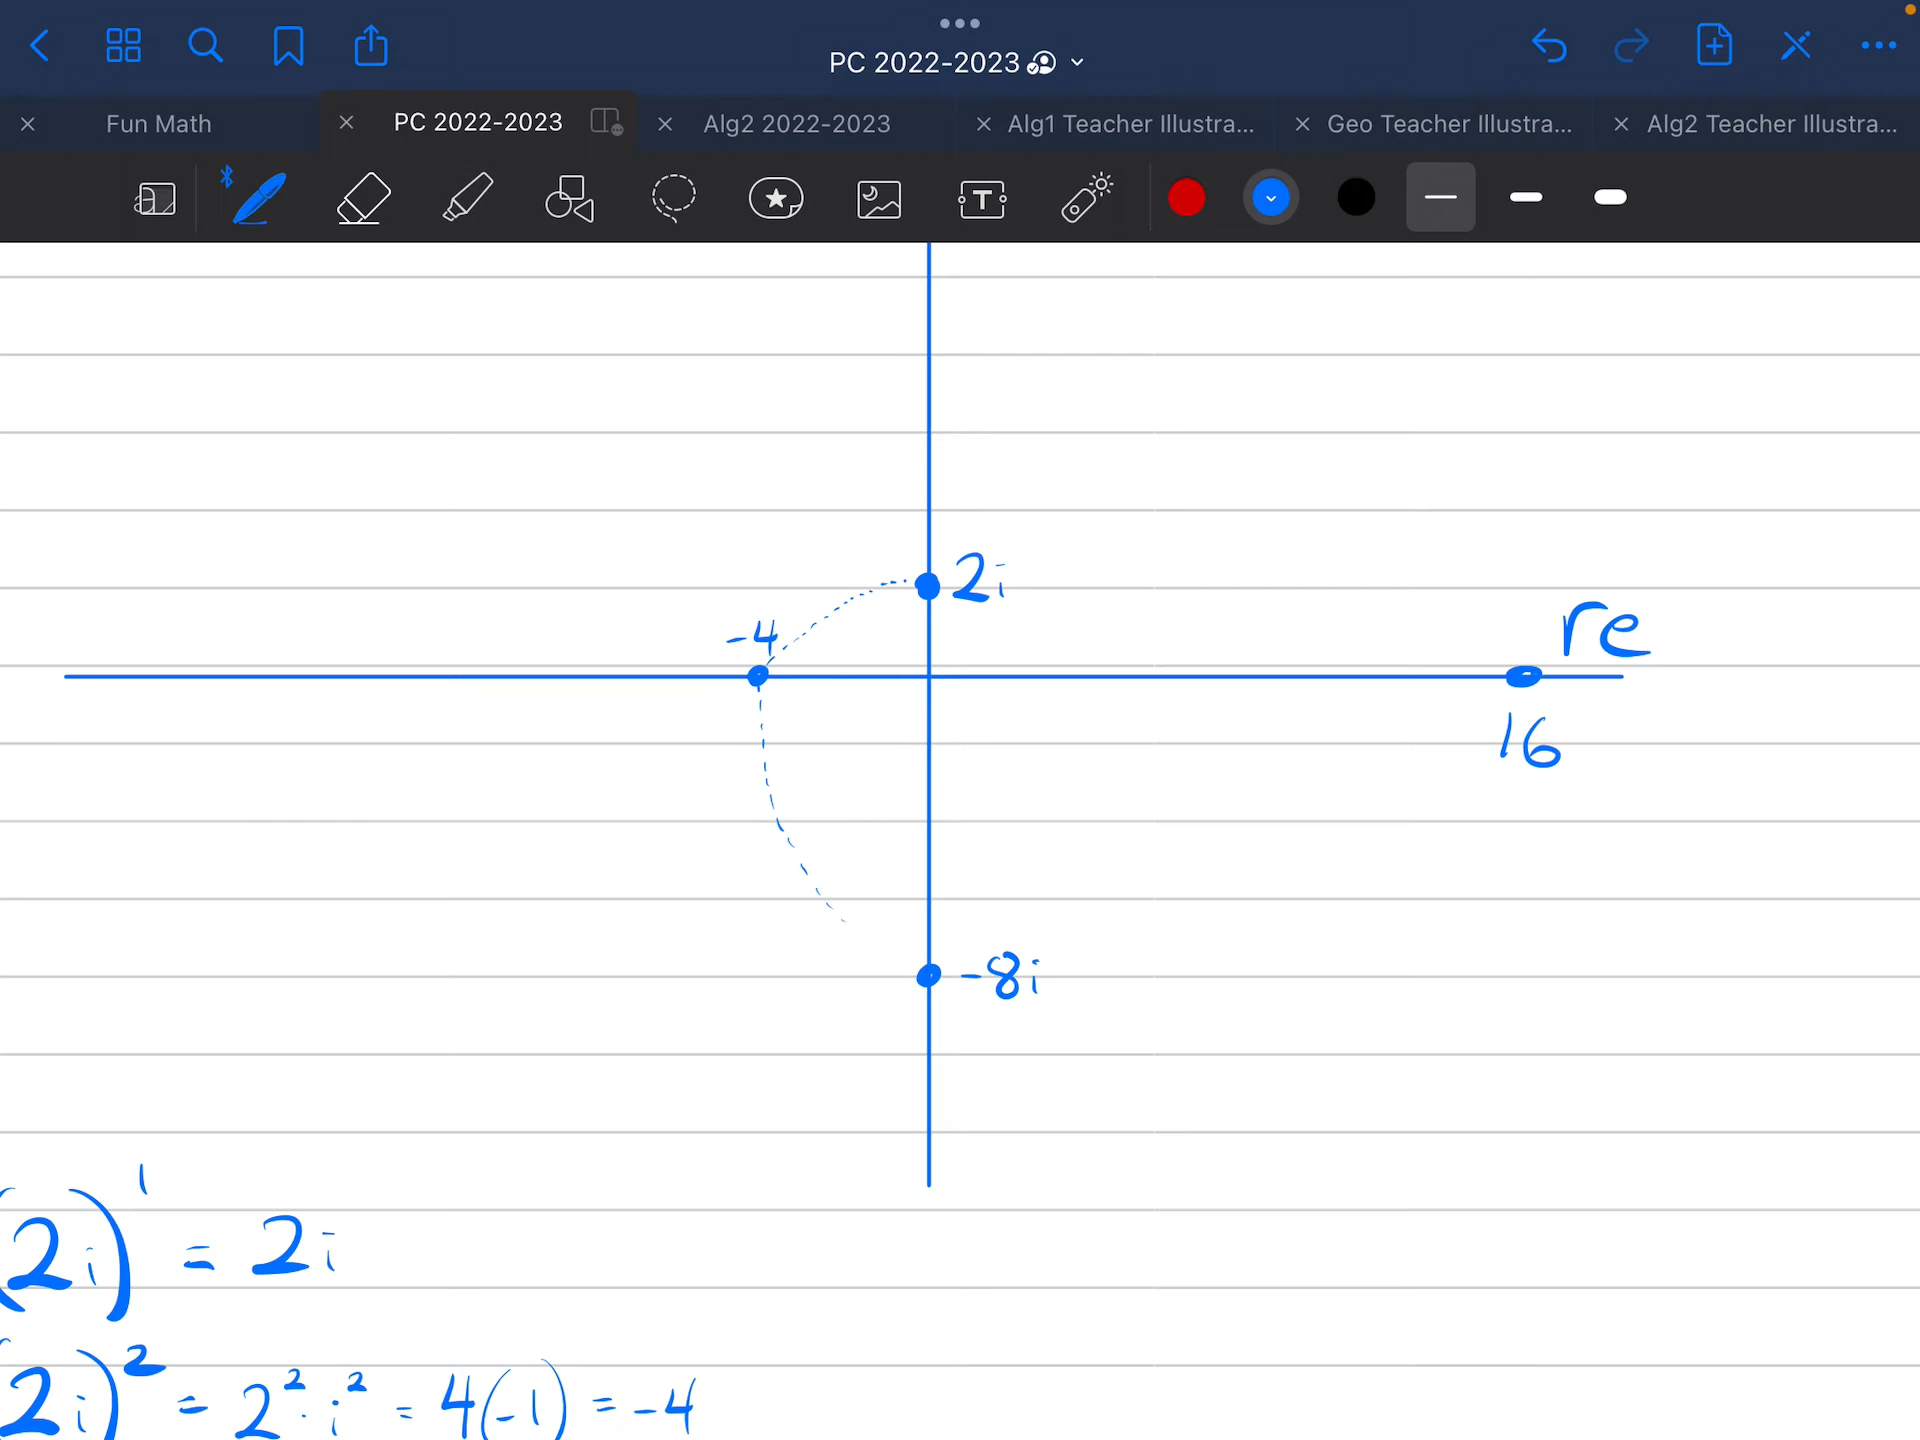 PC 2022-2023
Fun Math
PC 2022-2023
Alg2 2022-2023
Alg1 Teacher Illustra...
Geo Teacher Illustra...
Alg2 Teacher Illustra...
2i
-4
re
16
-8i
(2i)¹ = 2i
(2i)² = 2² · i² = 4(-1) = -4